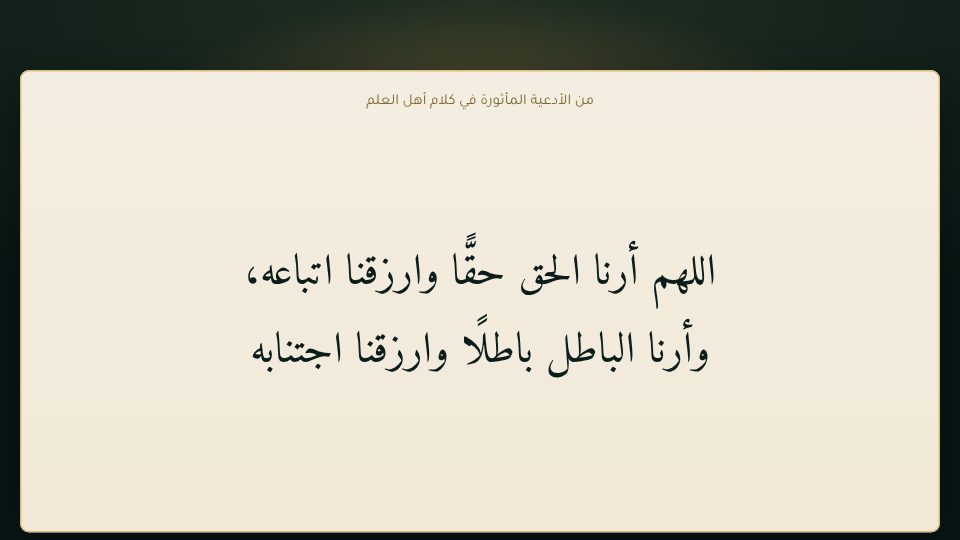 من الأدعية المأثورة في كلام أهل العلم
اللهم أرنا الحق حقًّا وارزقنا اتباعه،
وأرنا الباطل باطلًا وارزقنا اجتنابه